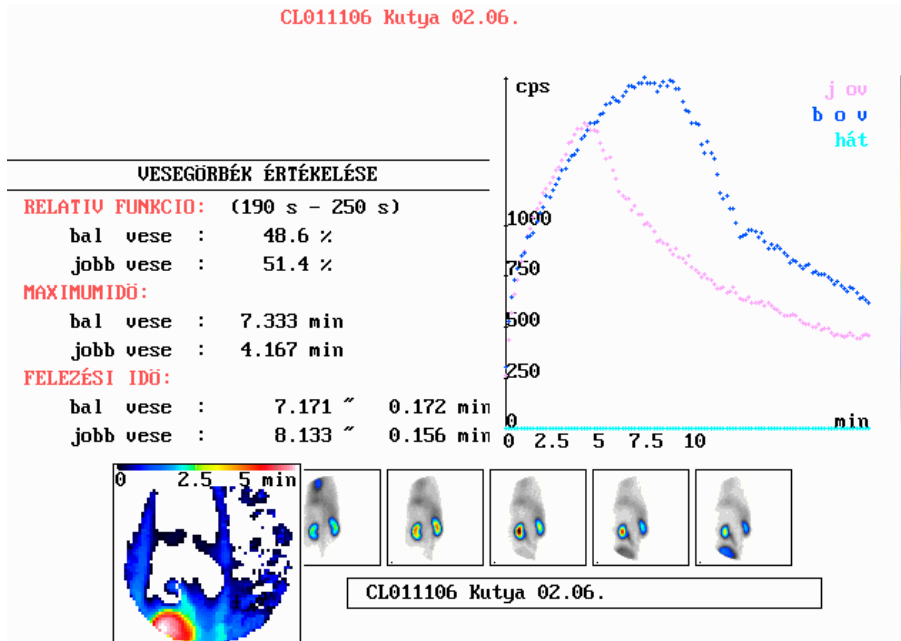 CL011106 Kutya 02.06.
cps
j ov
b o v
hát
VESEGÖRBÉK ÉRTÉKELÉSE
RELATIV FUNKCIO: (190 s - 250 s)
bal vese : 48.6 %
jobb vese : 51.4 %
MAXIMUMIDÖ:
bal vese : 7.333 min
jobb vese : 4.167 min
FELEZÉSI IDÖ:
bal vese : 7.171 ″ 0.172 min
jobb vese : 8.133 ″ 0.156 min
1000
750
500
250
0
min
0 2.5 5 7.5 10
0 2.5 5 min
CL011106 Kutya 02.06.